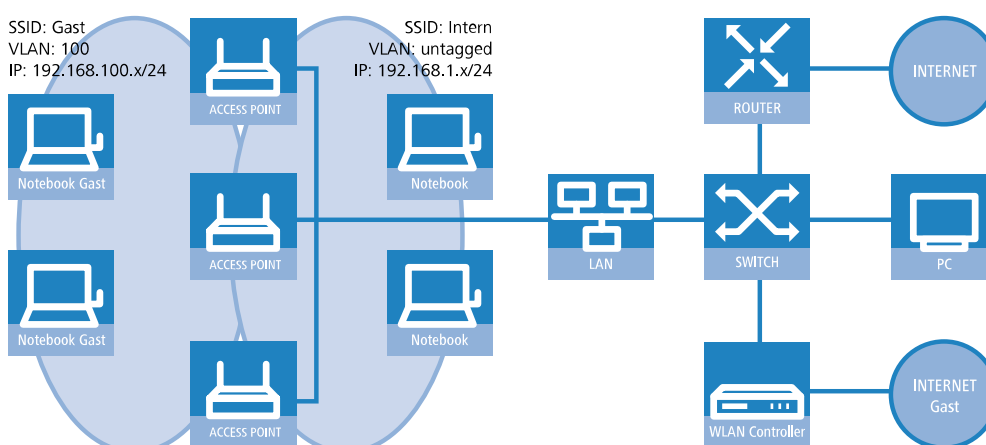 SSID: Gast
VLAN: 100
IP: 192.168.100.x/24
SSID: Intern
VLAN: untagged
IP: 192.168.1.x/24
ACCESS POINT
ROUTER
INTERNET
Notebook Gast
Notebook
ACCESS POINT
LAN
SWITCH
PC
Notebook Gast
Notebook
ACCESS POINT
WLAN Controller
INTERNET
Gast